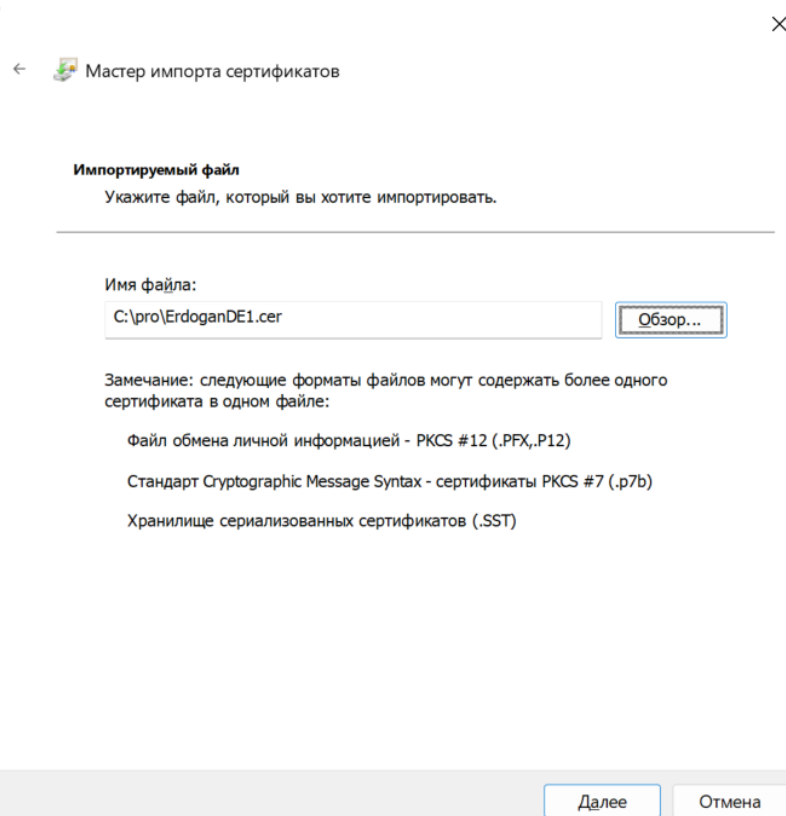 Мастер импорта сертификатов
Импортируемый файл
Укажите файл, который вы хотите импортировать.
Имя файла:
C:\pro\ErdoganDE1.cer
Обзор...
Замечание: следующие форматы файлов могут содержать более одного
сертификата в одном файле:
Файл обмена личной информацией - PKCS #12 (.PFX,.P12)
Стандарт Cryptographic Message Syntax - сертификаты PKCS #7 (.p7b)
Хранилище сериализованных сертификатов (.SST)
Далее
Отмена